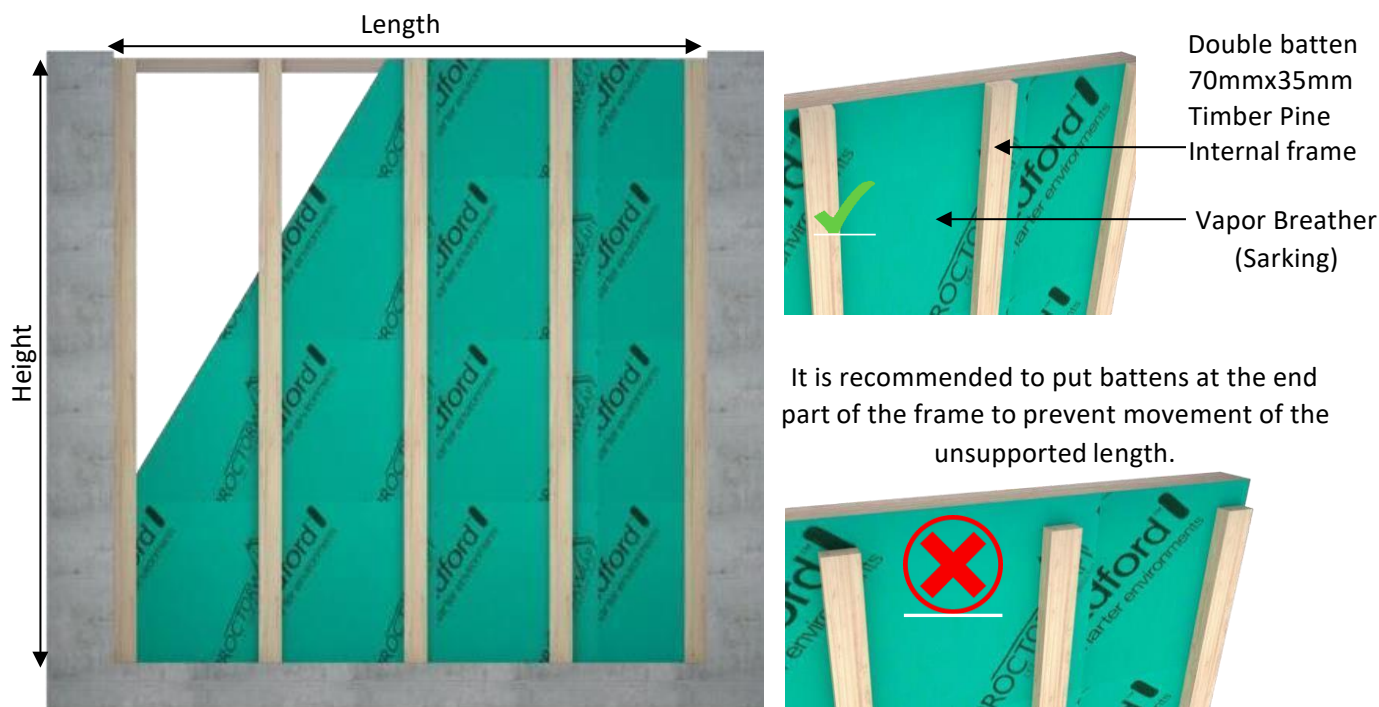 Length
Height
Double batten
70mmx35mm
Timber Pine
Internal frame
Vapor Breather
(Sarking)
It is recommended to put battens at the end
part of the frame to prevent movement of the
unsupported length.